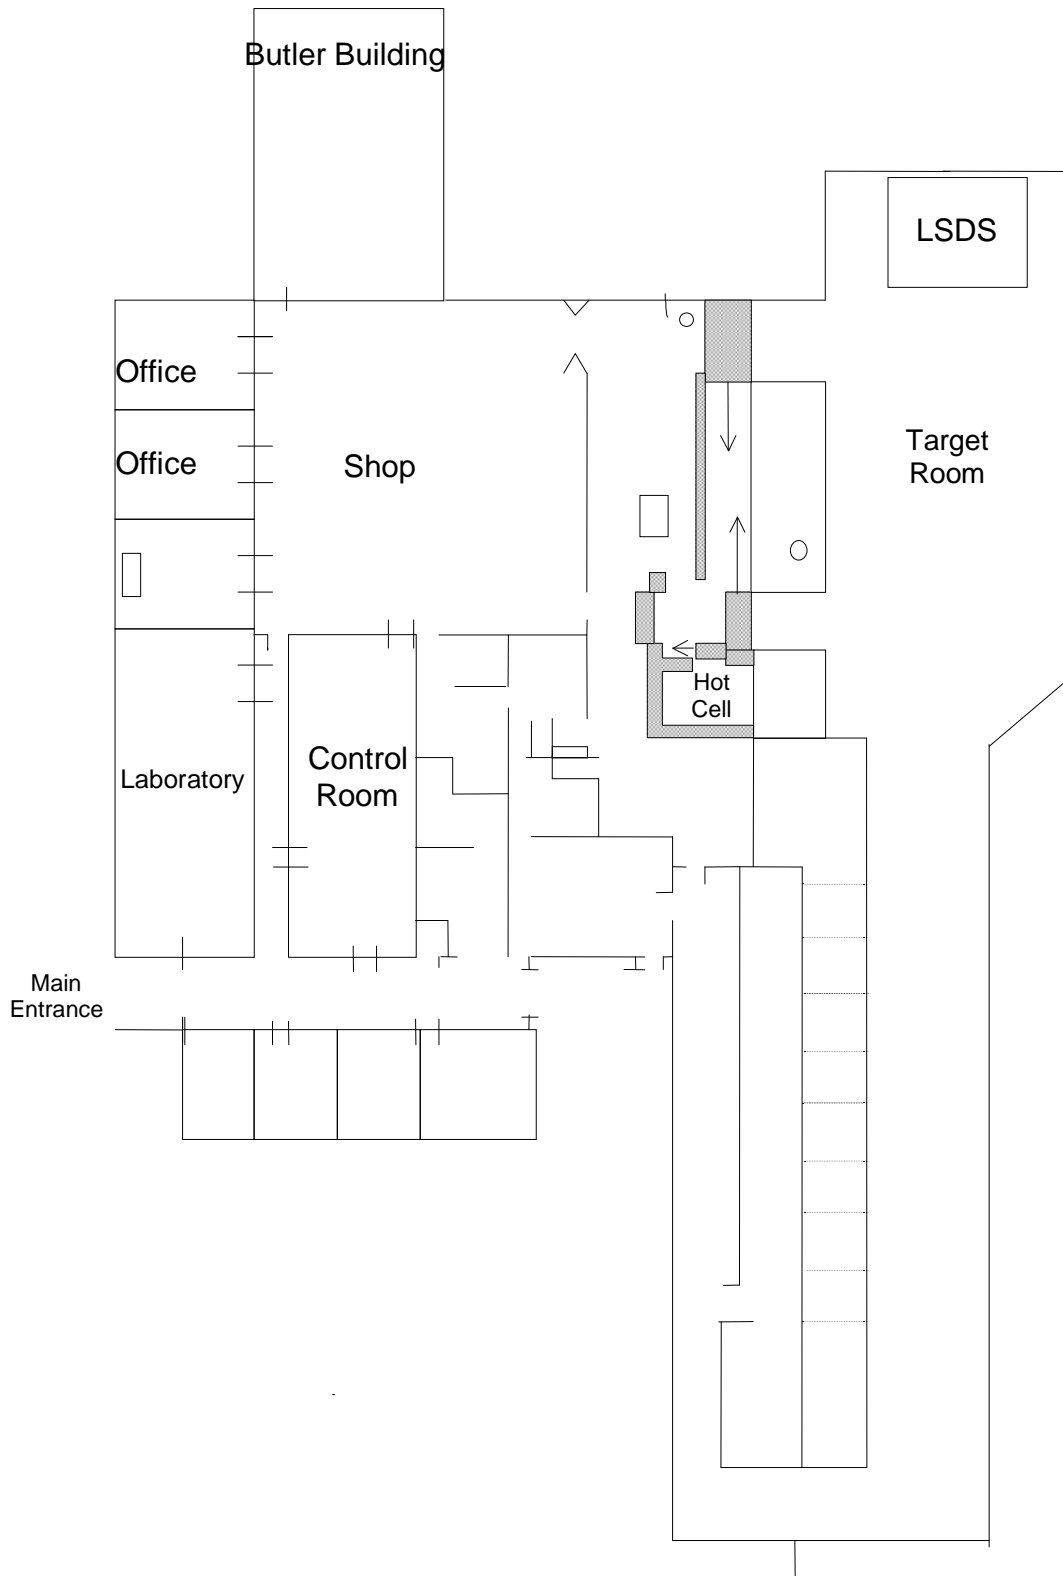 Butler Building
LSDS
Office
Target
Room
Office
Shop
Hot
Cell
Control
Room
Laboratory
Main
Entrance